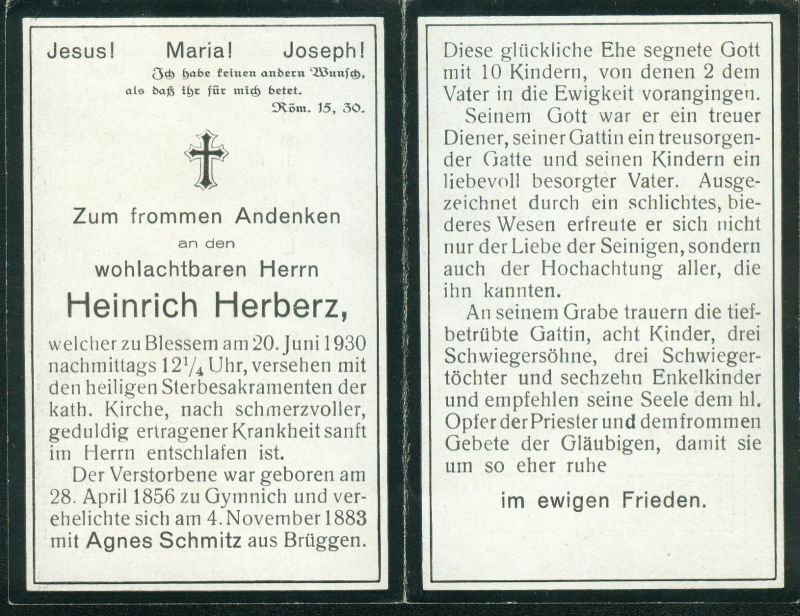 Jesus! Maria! Joseph!
Ich habe keinen andern Wunsch,
als daß ihr für mich betet.
Röm. 15, 30.
Zum frommen Andenken
an den
wohlachtbaren Herrn
Heinrich Herberz,
welcher zu Blessem am 20. Juni 1930
nachmittags 12¼ Uhr, versehen mit
den heiligen Sterbesakramenten der
kath. Kirche, nach schmerzvoller,
geduldig ertragener Krankheit sanft
im Herrn entschlafen ist.
Der Verstorbene war geboren am
28. April 1856 zu Gymnich und ver-
ehelichte sich am 4. November 1883
mit Agnes Schmitz aus Brüggen.
Diese glückliche Ehe segnete Gott
mit 10 Kindern, von denen 2 dem
Vater in die Ewigkeit vorangingen.
Seinem Gott war er ein treuer
Diener, seiner Gattin ein treusorgen-
der Gatte und seinen Kindern ein
liebevoll besorgter Vater. Ausge-
zeichnet durch ein schlichtes, bie-
deres Wesen erfreute er sich nicht
nur der Liebe der Seinigen, sondern
auch der Hochachtung aller, die
ihn kannten.
An seinem Grabe trauern die tief-
betrübte Gattin, acht Kinder, drei
Schwiegersöhne, drei Schwieger-
töchter und sechzehn Enkelkinder
und empfehlen seine Seele dem hl.
Opfer der Priester und dem frommen
Gebete der Gläubigen, damit sie
um so eher ruhe
im ewigen Frieden.